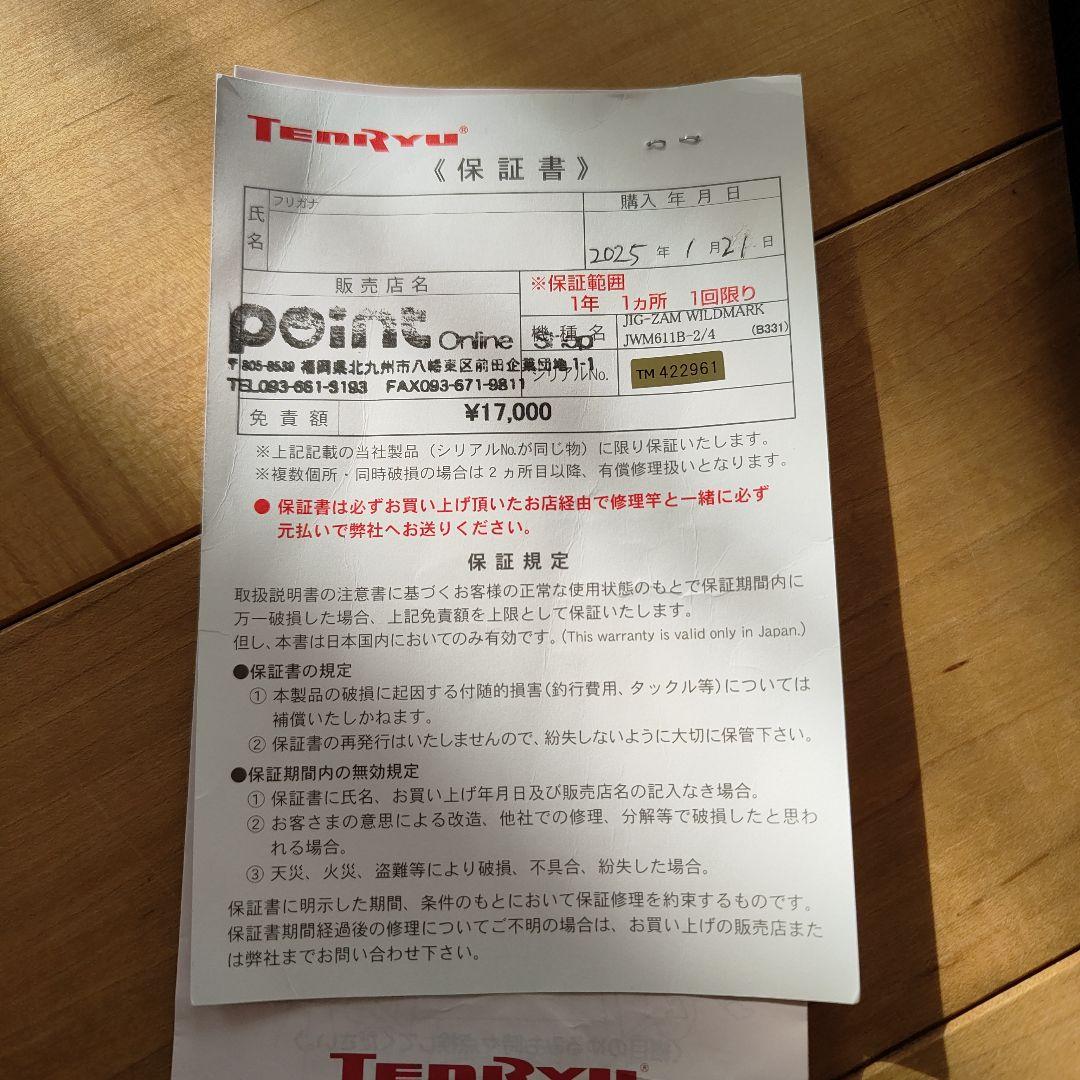 TENRYU®
《保証書》
フリガナ
氏名
購入年月日
2025年1月21日
販売店名
※保証範囲
1年 1ヵ所 1回限り
point Online Shop
機種名
JIG-ZAM WILDMARK
JWM611B-2/4
(B331)
福岡県北九州市八幡東区前田企業団地1-1
シリアルNo.
TM 422961
TEL093-661-3193 FAX093-671-9811
免責額
¥17,000
※上記記載の当社製品（シリアルNo.が同じ物）に限り保証いたします。
※複数個所・同時破損の場合は2ヵ所目以降、有償修理扱いとなります。
●保証書は必ずお買い上げ頂いたお店経由で修理竿と一緒に必ず
元払いで弊社へお送りください。
保証規定
取扱説明書の注意書に基づくお客様の正常な使用状態のもとで保証期間内に
万一破損した場合、上記免責額を上限として保証いたします。
但し、本書は日本国内においてのみ有効です。(This warranty is valid only in Japan.)
●保証書の規定
① 本製品の破損に起因する付随的損害(釣行費用、タックル等)については
補償いたしかねます。
② 保証書の再発行はいたしませんので、紛失しないように大切に保管下さい。
●保証期間内の無効規定
① 保証書に氏名、お買い上げ年月日及び販売店名の記入なき場合。
② お客さまの意思による改造、他社での修理、分解等で破損したと思わ
れる場合。
③ 天災、火災、盗難等により破損、不具合、紛失した場合。
保証書に明示した期間、条件のもとにおいて保証修理を約束するものです。
保証書期間経過後の修理についてご不明の場合は、お買い上げの販売店また
は弊社までお問い合わせ下さい。
TENRYU®